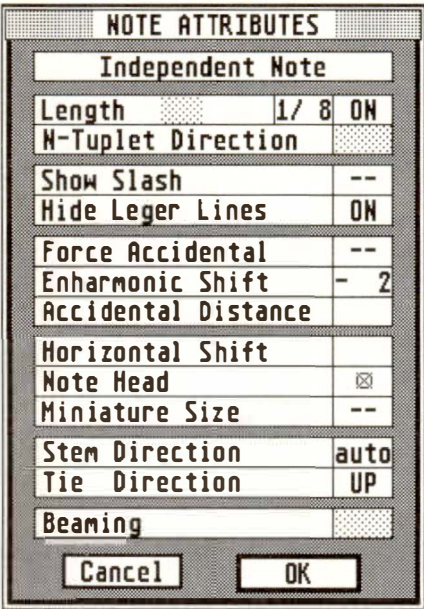 NOTE ATTRIBUTES
Independent Note
Length 1/ 8 ON
N-Tuplet Direction
Show Slash --
Hide Leger Lines ON
Force Accidental --
Enharmonic Shift - 2
Accidental Distance
Horizontal Shift
Note Head
Miniature Size --
Stem Direction auto
Tie Direction UP
Beaming
Cancel OK